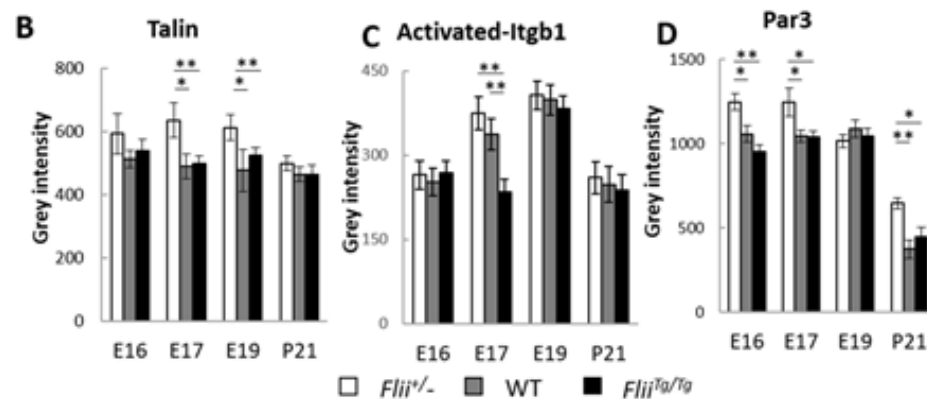 B
Talin
Grey intensity
800
600
400
200
0
** **
* *
E16 E17 E19 P21
C
Activated-Itgb1
Grey intensity
450
300
150
0
**
**
E16 E17 E19 P21
D
Par3
Grey intensity
1500
1000
500
0
** *
* *
*
**
E16 E17 E19 P21
Flii+/- WT FliiTg/Tg